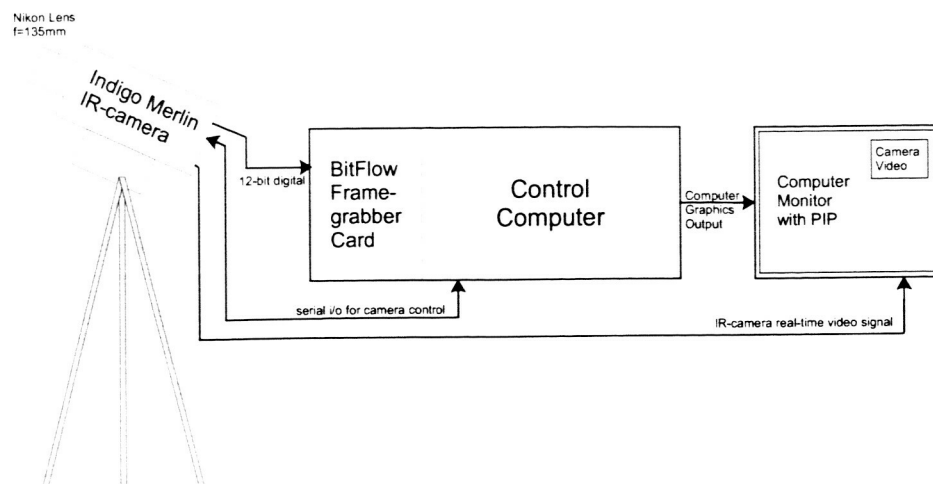 Nikon Lens
f=135mm
Indigo Merlin
IR-camera
12-bit digital
BitFlow
Frame-
grabber
Card
Control
Computer
Computer
Graphics
Output
Camera
Video
Computer
Monitor
with PIP
serial i/o for camera control
IR-camera real-time video signal